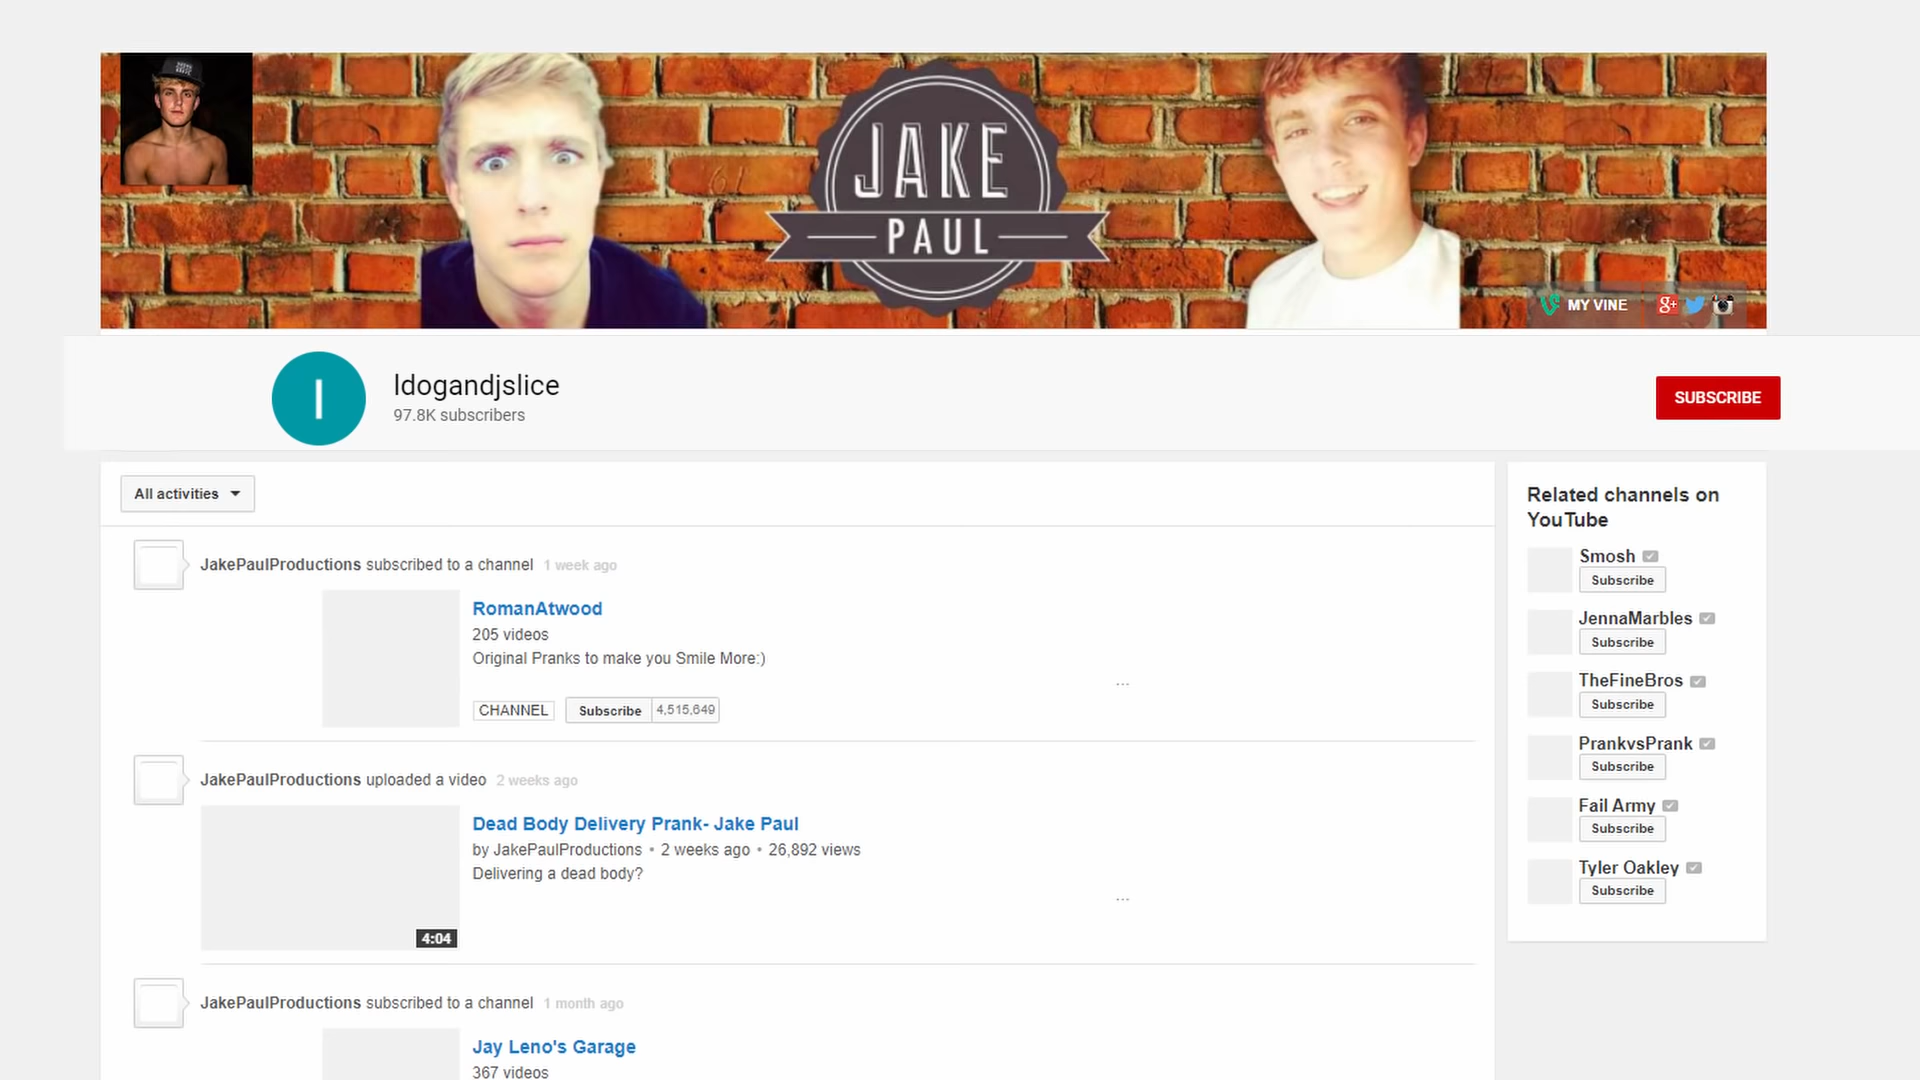 JAKE
PAUL
MY VINE
g+
I
ldogandjslice
97.8K subscribers
SUBSCRIBE
All activities
JakePaulProductions subscribed to a channel 1 week ago
RomanAtwood
205 videos
Original Pranks to make you Smile More:)
...
CHANNEL Subscribe 4,515,649
JakePaulProductions uploaded a video 2 weeks ago
Dead Body Delivery Prank- Jake Paul
by JakePaulProductions • 2 weeks ago • 26,892 views
Delivering a dead body?
...
4:04
JakePaulProductions subscribed to a channel 1 month ago
Jay Leno's Garage
367 videos
Related channels on
YouTube
Smosh
Subscribe
JennaMarbles
Subscribe
TheFineBros
Subscribe
PrankvsPrank
Subscribe
Fail Army
Subscribe
Tyler Oakley
Subscribe